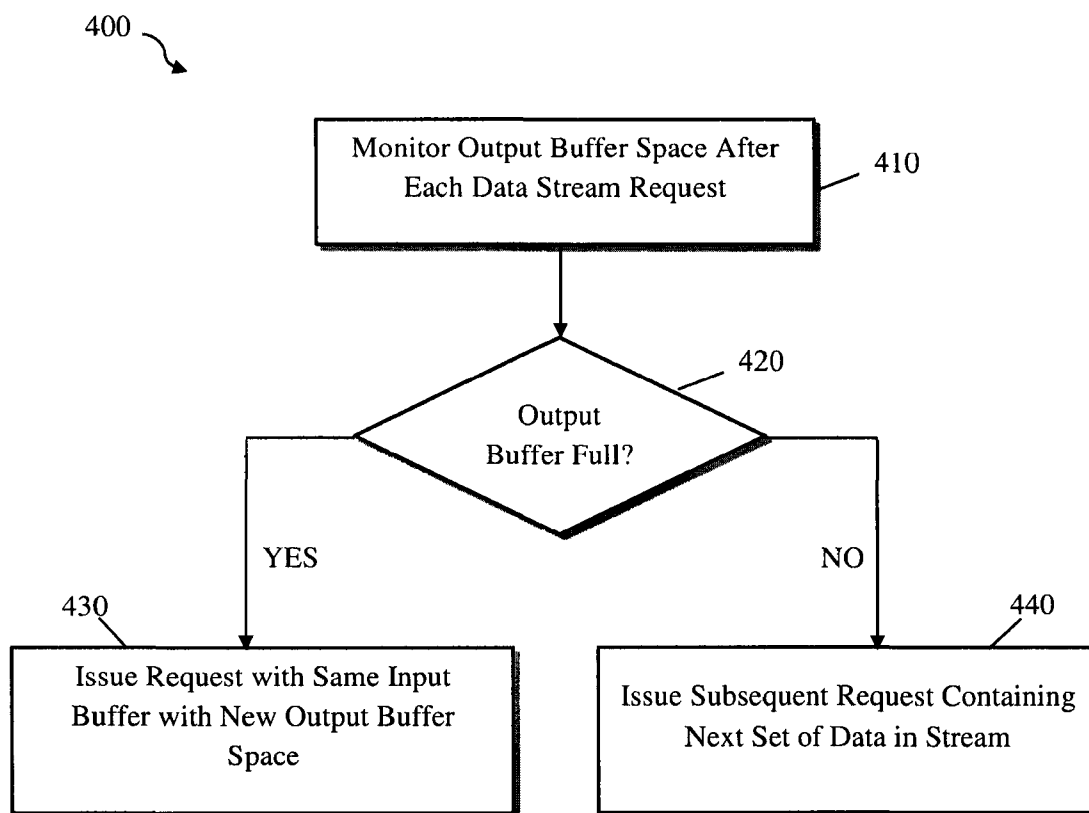 400
Monitor Output Buffer Space After
Each Data Stream Request
410
420
Output
Buffer Full?
YES
NO
430
440
Issue Request with Same Input
Buffer with New Output Buffer
Space
Issue Subsequent Request Containing
Next Set of Data in Stream